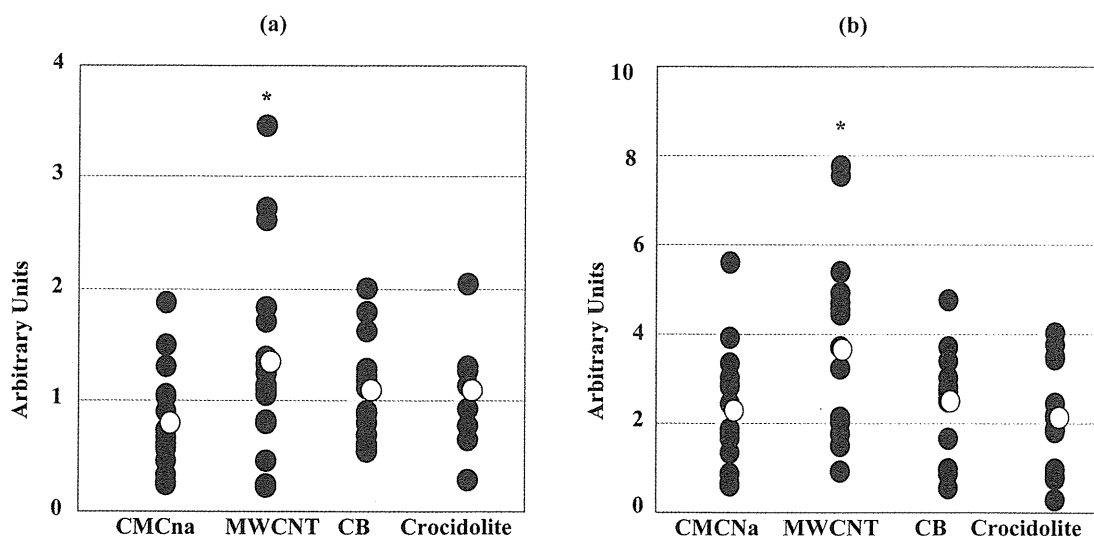 (a)
4
3
2
1
0
Arbitrary Units
*
CMCna MWCNT CB Crocidolite
(b)
10
8
6
4
2
0
Arbitrary Units
*
CMCNa MWCNT CB Crocidolite